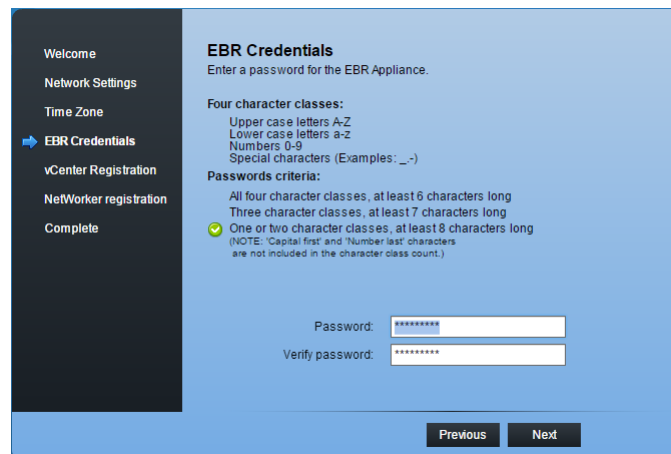 Welcome
Network Settings
Time Zone
EBR Credentials
vCenter Registration
NetWorker registration
Complete
EBR Credentials
Enter a password for the EBR Appliance.
Four character classes:
Upper case letters A-Z
Lower case letters a-z
Numbers 0-9
Special characters (Examples: _.-)
Passwords criteria:
All four character classes, at least 6 characters long
Three character classes, at least 7 characters long
One or two character classes, at least 8 characters long
(NOTE: 'Capital first' and 'Number last' characters
are not included in the character class count.)
Password: *********
Verify password: *********
Previous Next